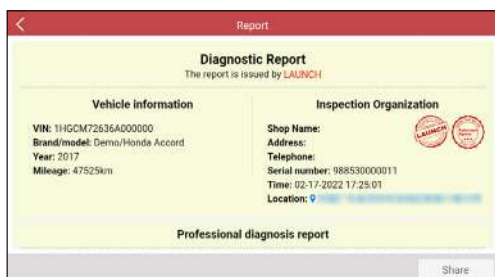 Report
Diagnostic Report
The report is issued by LAUNCH
Vehicle information
VIN: 1HGCM72636A000000
Brand/model: Demo/Honda Accord
Year: 2017
Mileage: 47525km
Inspection Organization
Shop Name:
Address:
Telephone:
Serial number: 988530000011
Time: 02-17-2022 17:25:01
Location:
LAUNCH
Professional diagnosis report
Share